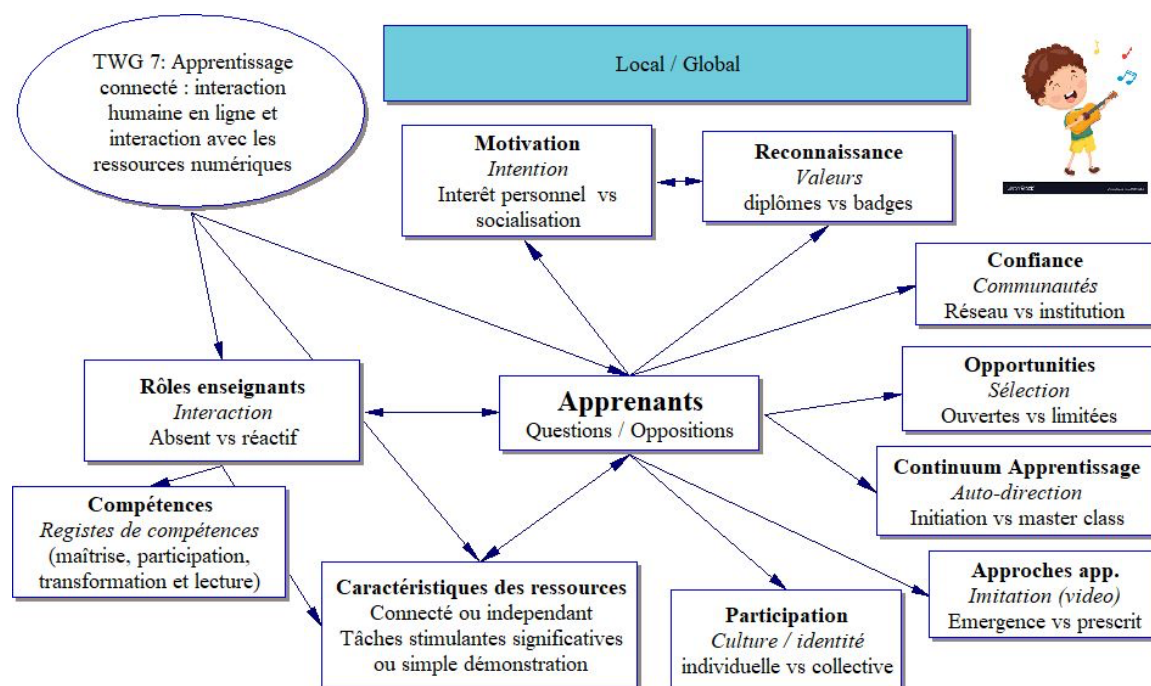 TWG 7: Apprentissage
connecté : interaction
humaine en ligne et
interaction avec les
ressources numériques
Local / Global
Motivation
Intention
Interêt personnel vs
socialisation
Reconnaissance
Valeurs
diplômes vs badges
Confiance
Communautés
Réseau vs institution
Rôles enseignants
Interaction
Absent vs réactif
Apprenants
Questions / Oppositions
Opportunities
Sélection
Ouvertes vs limitées
Continuum Apprentissage
Auto-direction
Initiation vs master class
Compétences
Registes de compétences
(maîtrise, participation,
transformation et lecture)
Caractéristiques des ressources
Connecté ou independant
Tâches stimulantes significatives
ou simple démonstration
Participation
Culture / identité
individuelle vs collective
Approches app.
Imitation (video)
Emergence vs prescrit